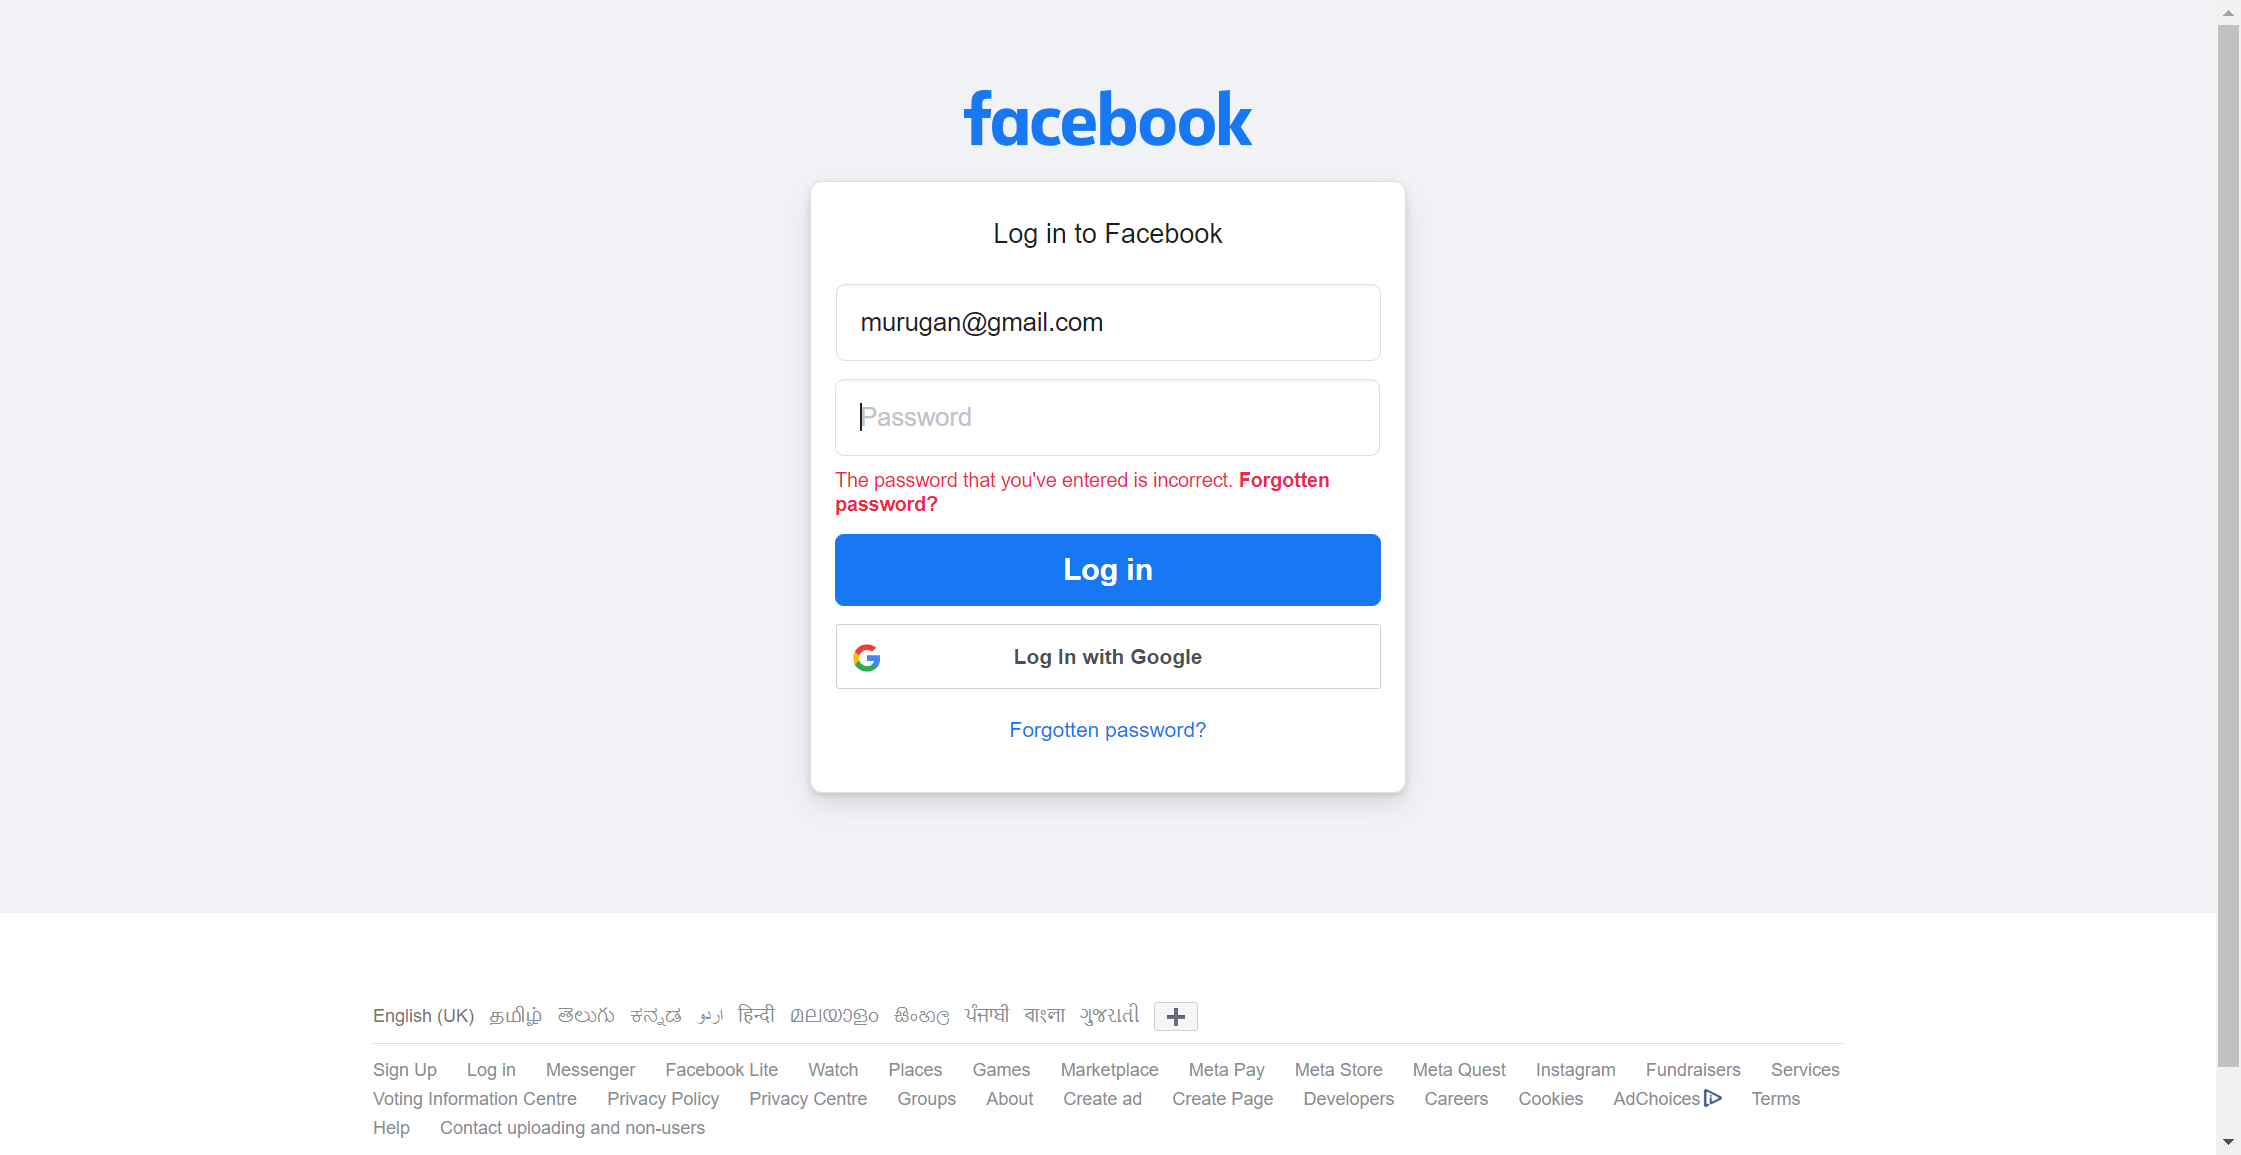 facebook
Log in to Facebook
murugan@gmail.com
Password
The password that you've entered is incorrect. Forgotten
password?
Log in
Log In with Google
Forgotten password?
English (UK) தமிழ் తెలుగు ಕನ್ನಡ اردو हिन्दी മലയാളം සිංහල ਪੰਜਾਬੀ বাংলা ગુજરાતી
Sign Up Log in Messenger Facebook Lite Watch Places Games Marketplace Meta Pay Meta Store Meta Quest Instagram Fundraisers Services
Voting Information Centre Privacy Policy Privacy Centre Groups About Create ad Create Page Developers Careers Cookies AdChoices Terms
Help Contact uploading and non-users